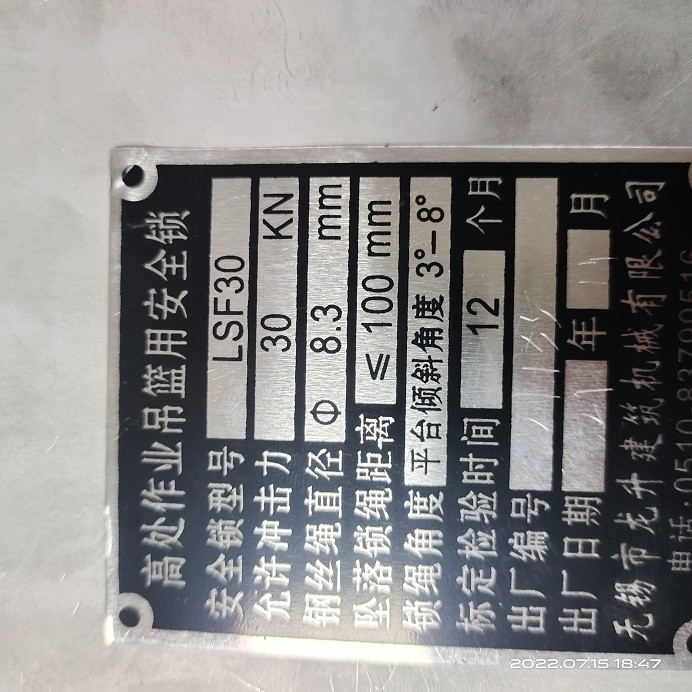 高处作业吊篮用安全锁
安全锁型号 LSF30
允许冲击力 30 KN
钢丝绳直径 Φ 8.3 mm
坠落锁绳距离 ≤100 mm
锁绳角度 平台倾斜角度 3°—8°
标定检验时间 12 个月
出厂编号
出厂日期 年 月
无锡市龙升建筑机械有限公司
电话:0510-83700516
2022.07.15 18:47